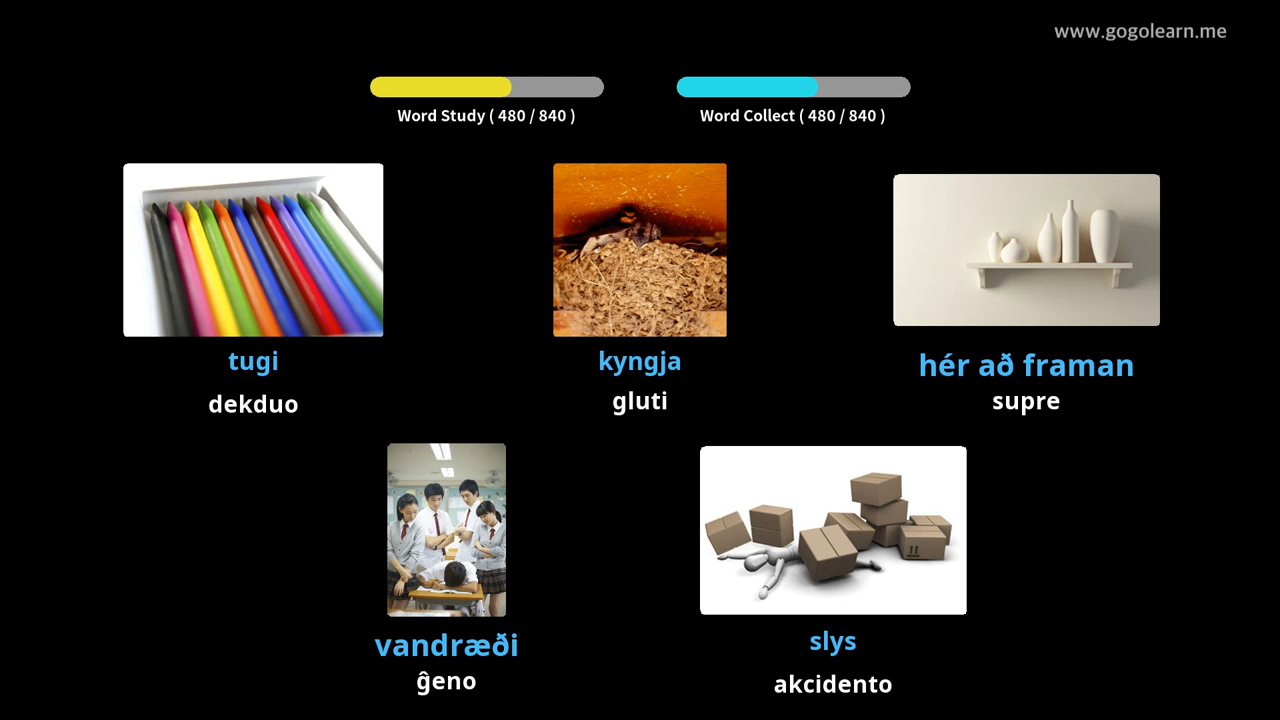 www.gogolearn.me
Word Study ( 480 / 840 )
Word Collect ( 480 / 840 )
tugi
dekduo
kyngja
gluti
hér að framan
supre
vandræði
ĝeno
slys
akcidento